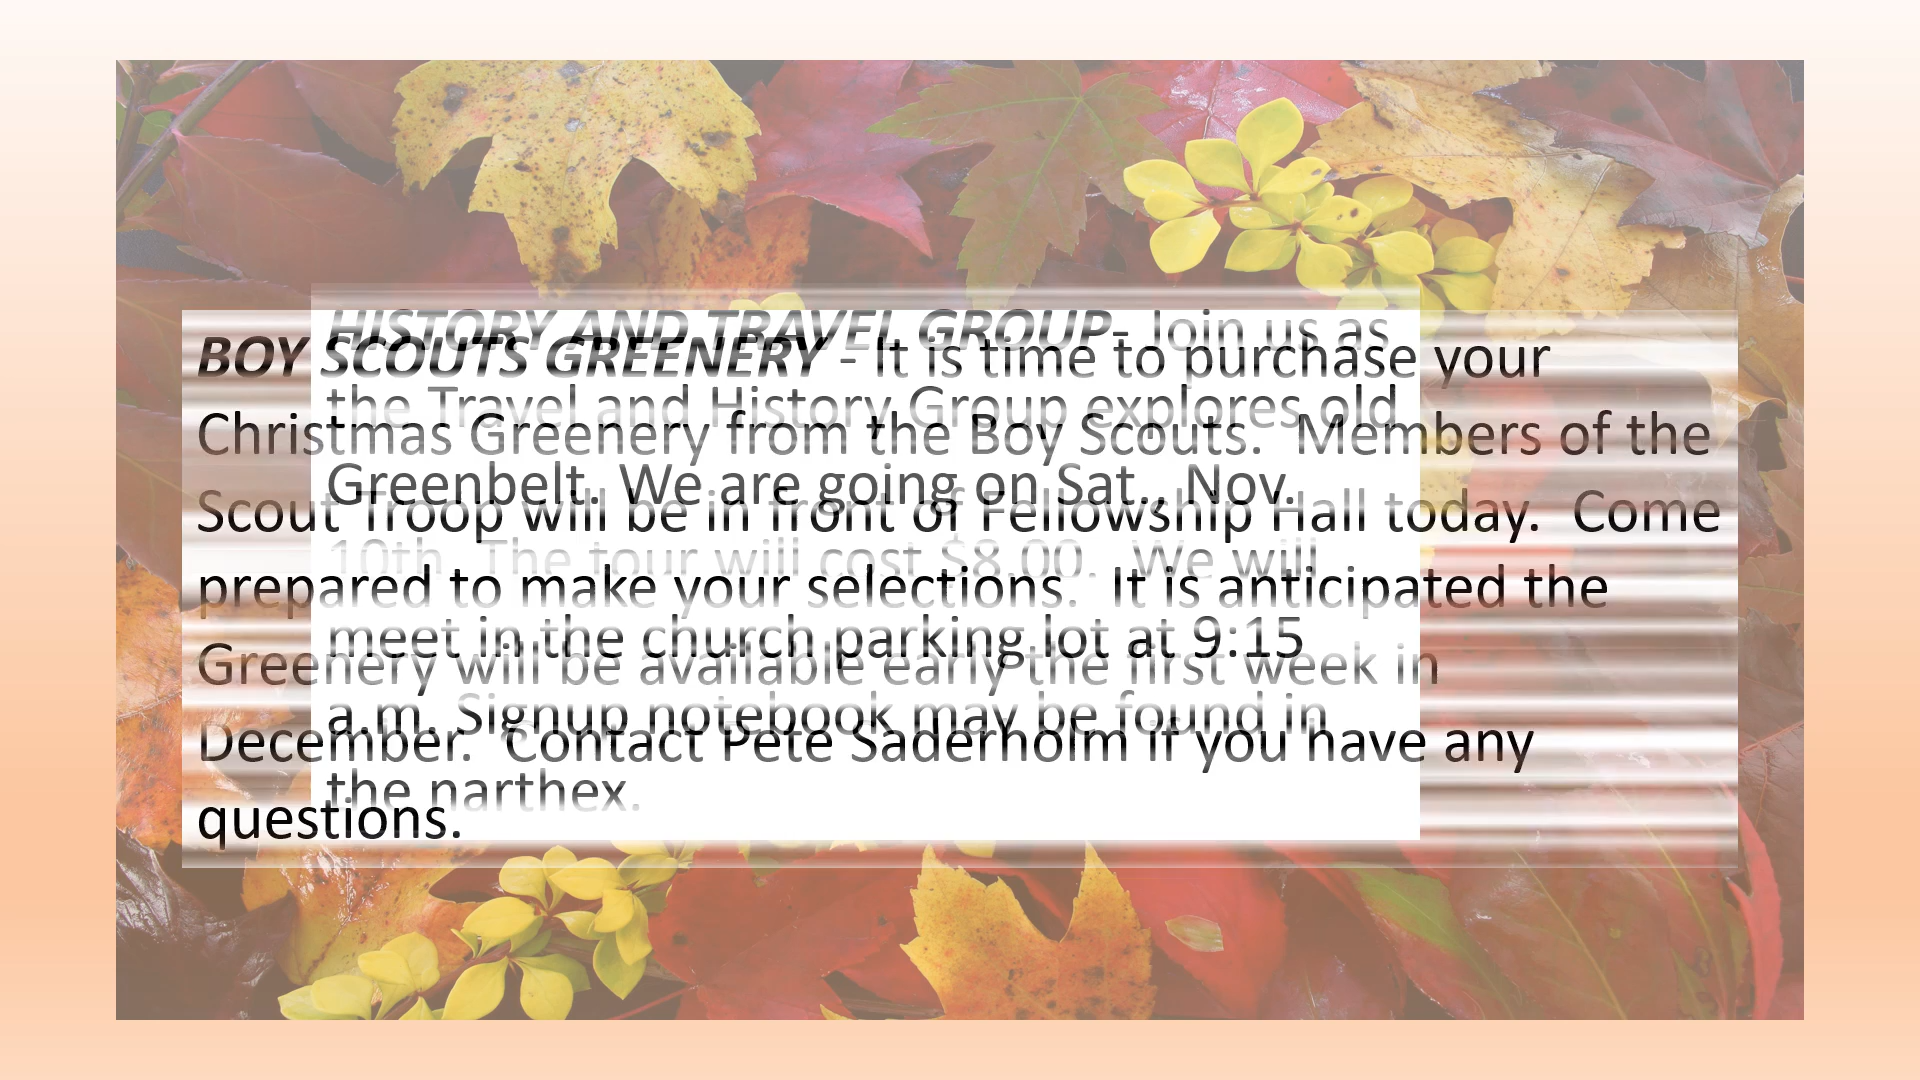 HISTORY AND TRAVEL GROUP- Join us as
the Travel and History Group explores old
Greenbelt. We are going on Sat., Nov.
10th. The tour will cost $8.00. We will
meet in the church parking lot at 9:15
a.m. Signup notebook may be found in
the narthex.
BOY SCOUTS GREENERY - It is time to purchase your
Christmas Greenery from the Boy Scouts. Members of the
Scout Troop will be in front of Fellowship Hall today. Come
prepared to make your selections. It is anticipated the
Greenery will be available early the first week in
December. Contact Pete Saderholm if you have any
questions.